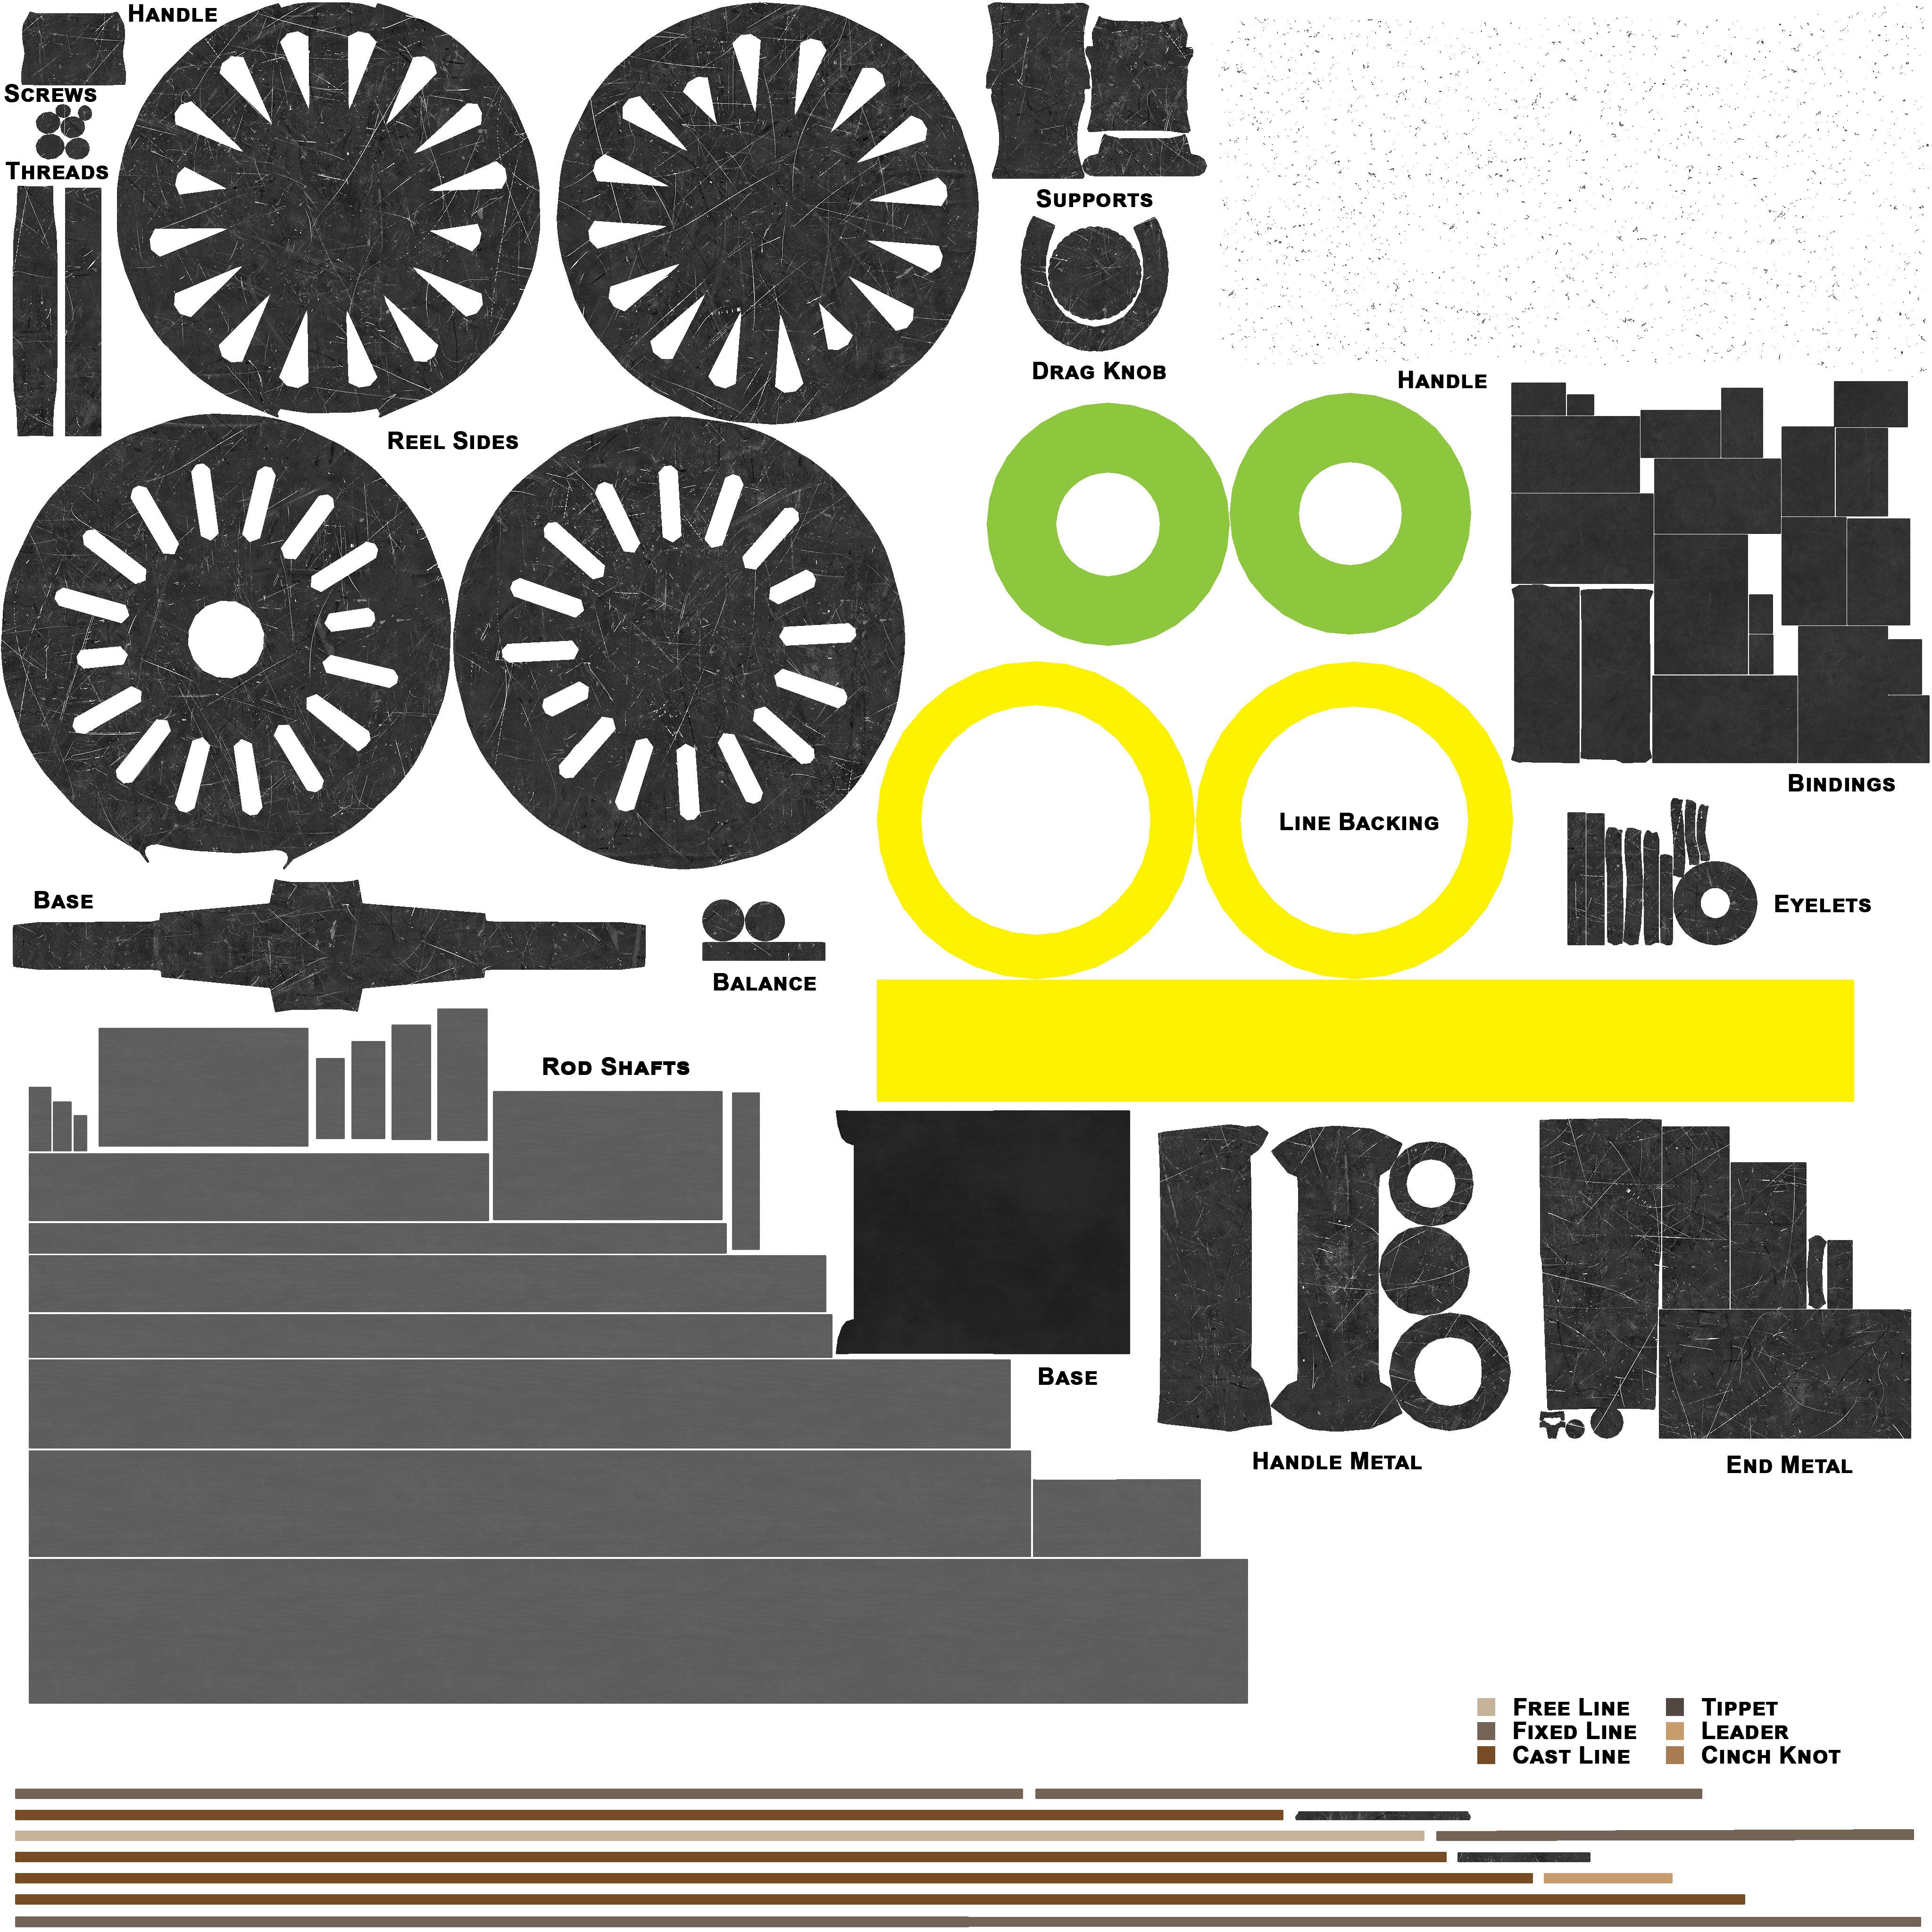 Handle
Screws
Threads
Supports
Drag Knob
Handle
Reel Sides
Bindings
Line Backing
Base
Eyelets
Balance
Rod Shafts
Base
Handle Metal
End Metal
Free Line
Tippet
Fixed Line
Leader
Cast Line
Cinch Knot